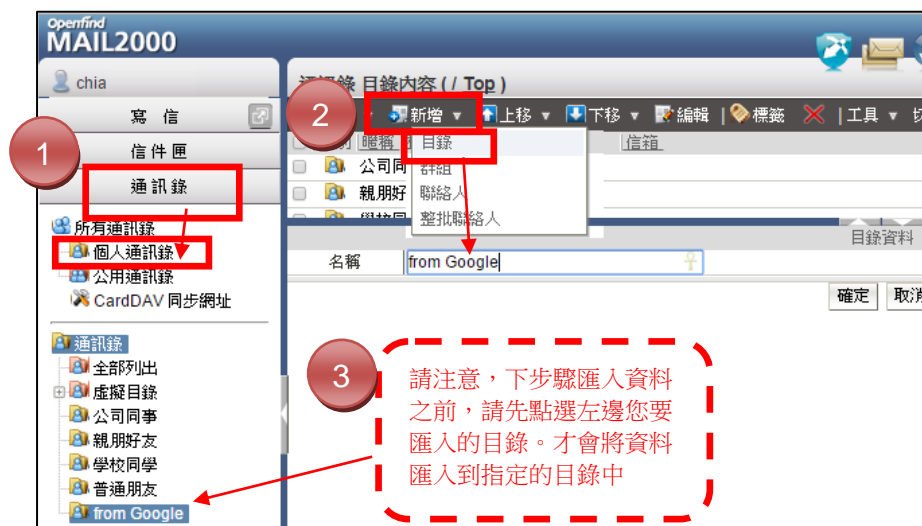 Openfind
MAIL2000
chia
寫 信
信件匣
通訊錄
所有通訊錄
個人通訊錄
公用通訊錄
CardDAV 同步網址
通訊錄
全部列出
虛擬目錄
公司同事
親朋好友
學校同學
普通朋友
from Google
1
錄 目錄內容 ( / Top )
2
新增 上移 下移 編輯 | 標籤 | 工具
暱稱
信箱
目錄
群組
聯絡人
整批聯絡人
公司同
親朋好
目錄資料
名稱
from Google
確定
取消
3
請注意，下步驟匯入資料
之前，請先點選左邊您要
匯入的目錄。才會將資料
匯入到指定的目錄中